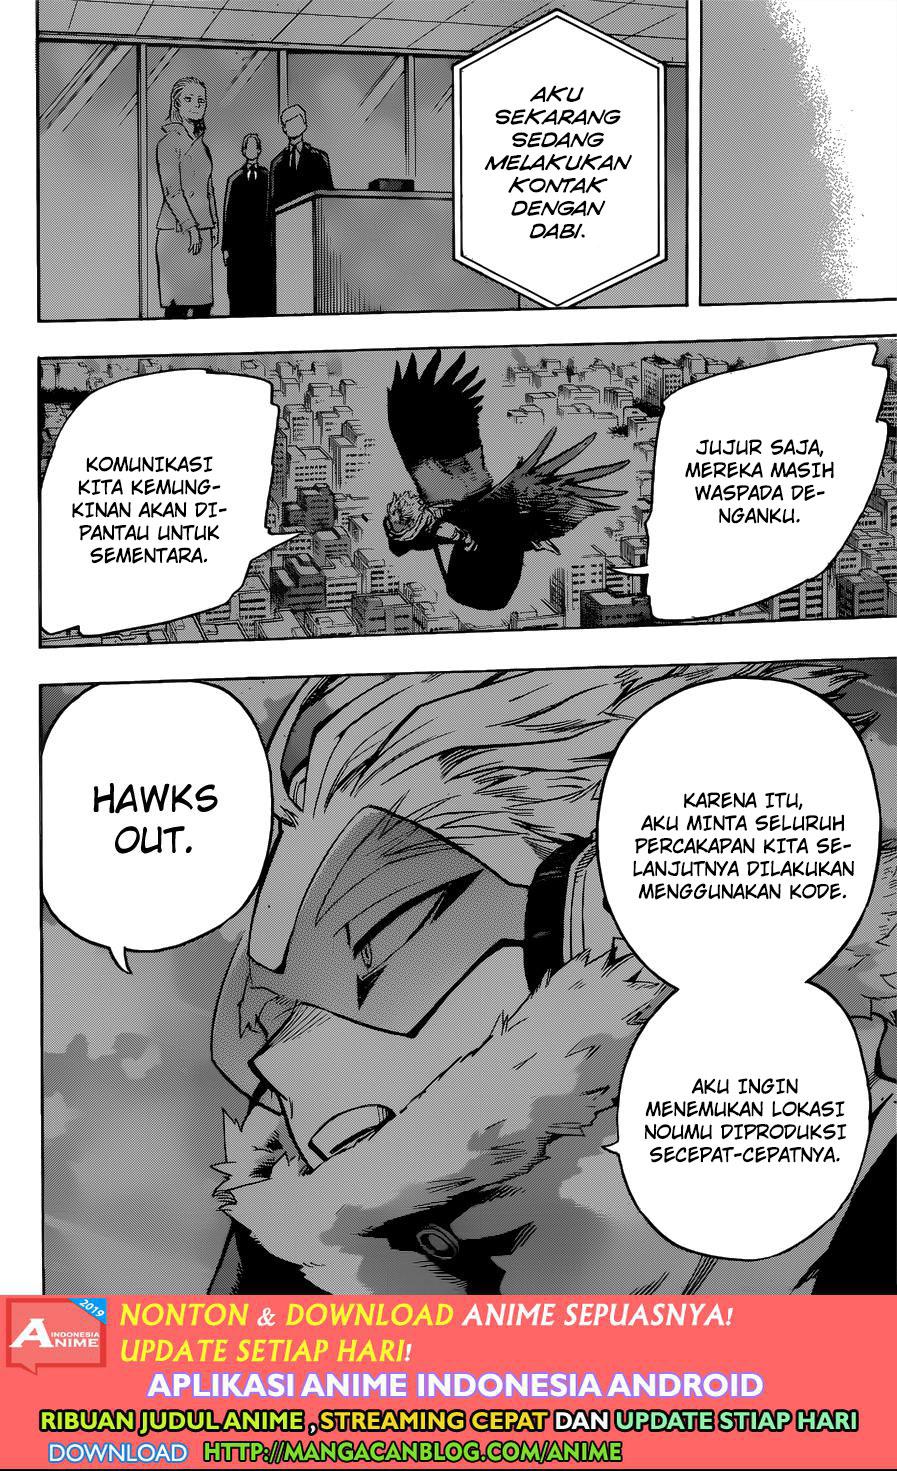 AKU
SEKARANG
SEDANG
MELAKUKAN
KONTAK
DENGAN
DABI.
JUJUR SAJA,
MEREKA MASIH
WASPADA DE-
NGANKU.
KOMUNIKASI
KITA KEMUNG-
KINAN AKAN DI-
PANTAU UNTUK
SEMENTARA.
KARENA ITU,
AKU MINTA SELURUH
PERCAKAPAN KITA SE-
LANJUTNYA DILAKUKAN
MENGGUNAKAN KODE.
AKU INGIN
MENEMUKAN LOKASI
NOUMU DIPRODUKSI
SECEPAT-CEPATNYA.
HAWKS
OUT.
2019
INDONESIA
ANIME
NONTON & DOWNLOAD ANIME SEPUASNYA!
UPDATE SETIAP HARI!
APLIKASI ANIME INDONESIA ANDROID
RIBUAN JUDUL ANIME , STREAMING CEPAT DAN UPDATE STIAP HARI
DOWNLOAD HTTP://MANGACANBLOG.COM/ANIME